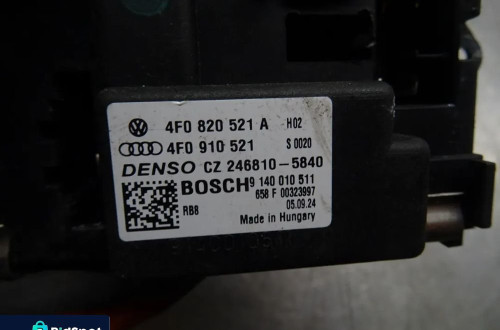 4F0 820 521 A H02
4F0 910 521 S 0020
DENSO CZ 246810-5840
BOSCH 9 140 010 511
658 F 00323997
RB8 05.09.24
Made in Hungary
BidSpot